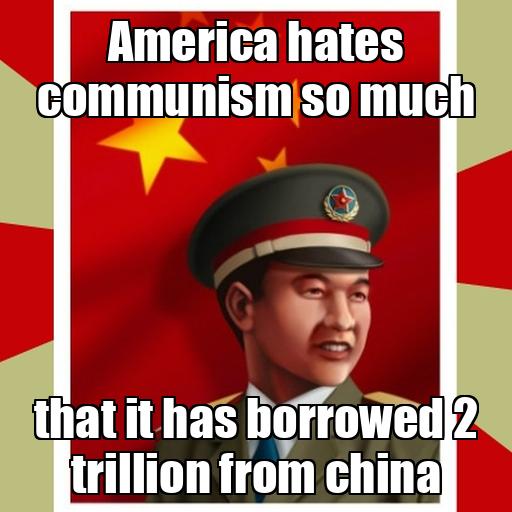 America hates
communism so much
that it has borrowed 2
trillion from china